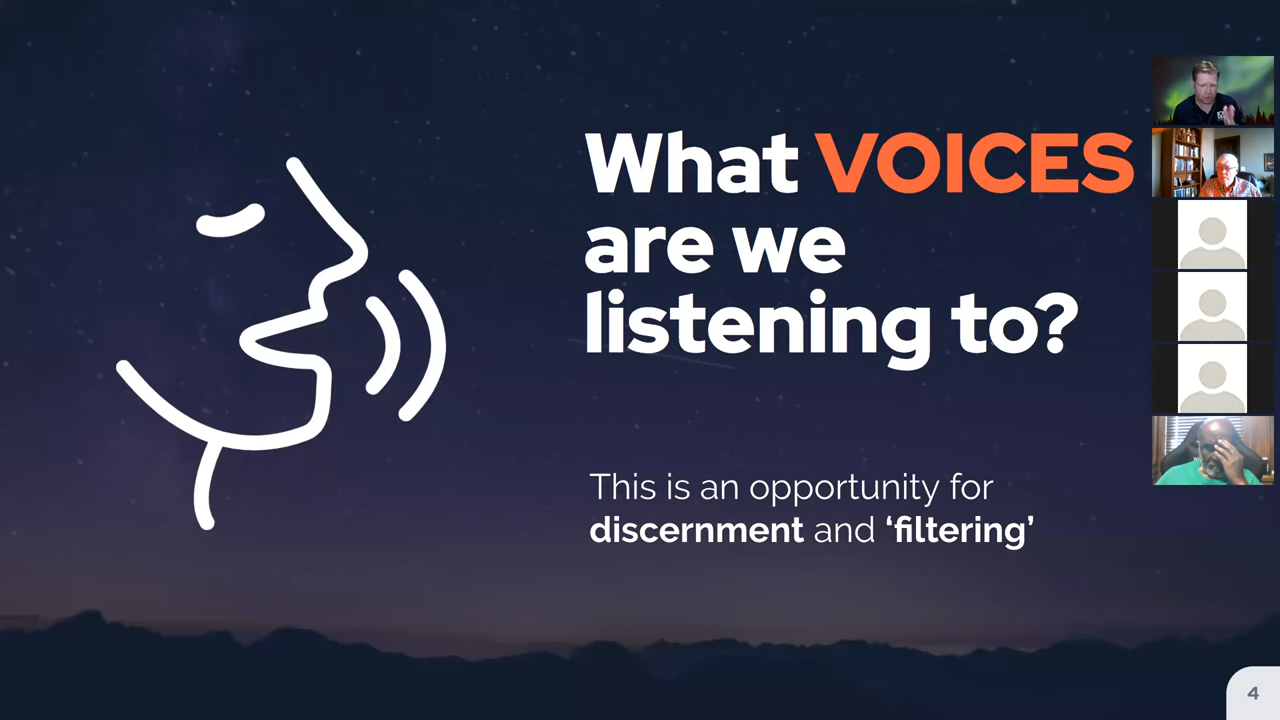 What VOICES
are we
listening to?
This is an opportunity for
discernment and ‘filtering’
4